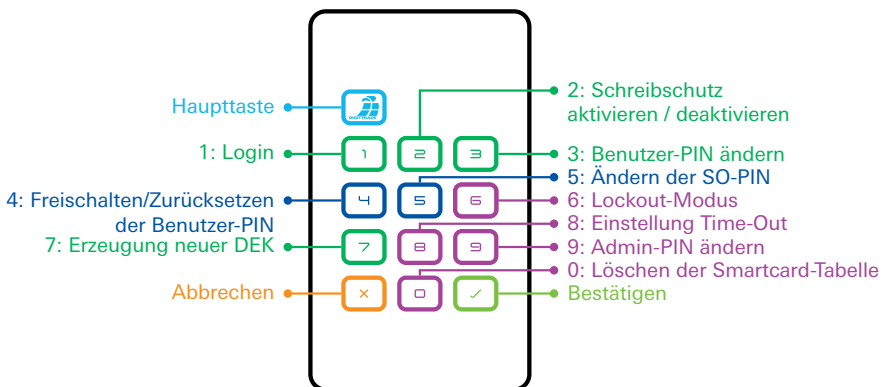 Haupttaste
2: Schreibschutz
aktivieren / deaktivieren
1: Login
1 2 3
3: Benutzer-PIN ändern
5: Ändern der SO-PIN
4: Freischalten/Zurücksetzen
der Benutzer-PIN
4 5 6
6: Lockout-Modus
8: Einstellung Time-Out
7: Erzeugung neuer DEK
7 8 9
9: Admin-PIN ändern
0: Löschen der Smartcard-Tabelle
Abbrechen
0
Bestätigen